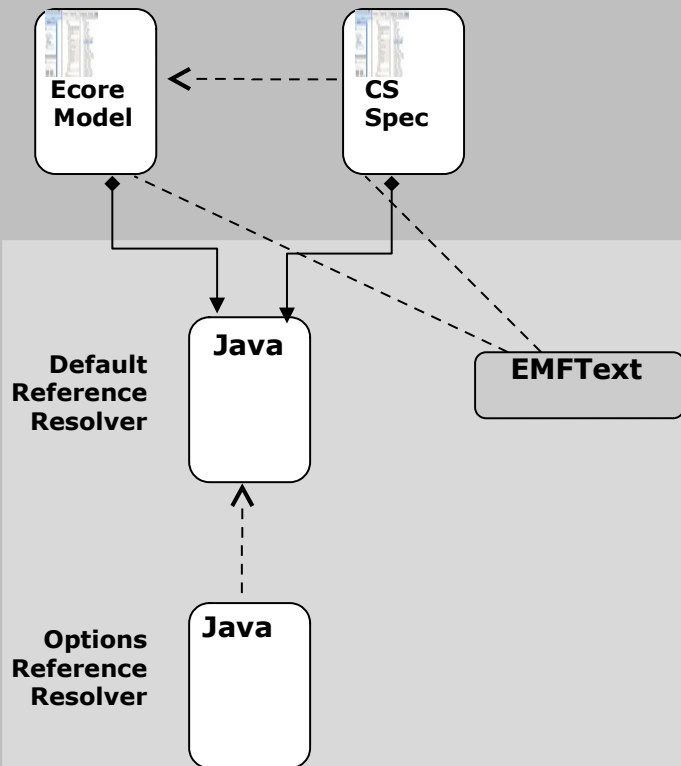 Ecore
Model
CS
Spec
Java
Default
Reference
Resolver
EMFText
Java
Options
Reference
Resolver